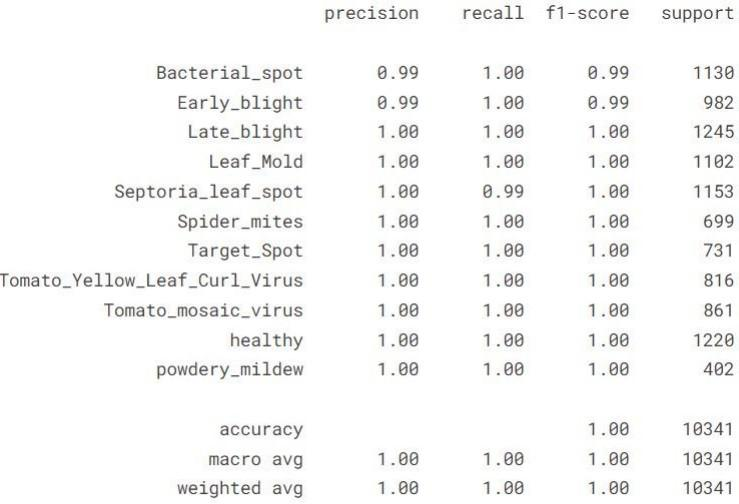 precision recall f1-score support
Bacterial_spot 0.99 1.00 0.99 1130
Early_blight 0.99 1.00 0.99 982
Late_blight 1.00 1.00 1.00 1245
Leaf_Mold 1.00 1.00 1.00 1102
Septoria_leaf_spot 1.00 0.99 1.00 1153
Spider_mites 1.00 1.00 1.00 699
Target_Spot 1.00 1.00 1.00 731
Tomato_Yellow_Leaf_Curl_Virus 1.00 1.00 1.00 816
Tomato_mosaic_virus 1.00 1.00 1.00 861
healthy 1.00 1.00 1.00 1220
powdery_mildew 1.00 1.00 1.00 402
accuracy 1.00 10341
macro avg 1.00 1.00 1.00 10341
weighted avg 1.00 1.00 1.00 10341